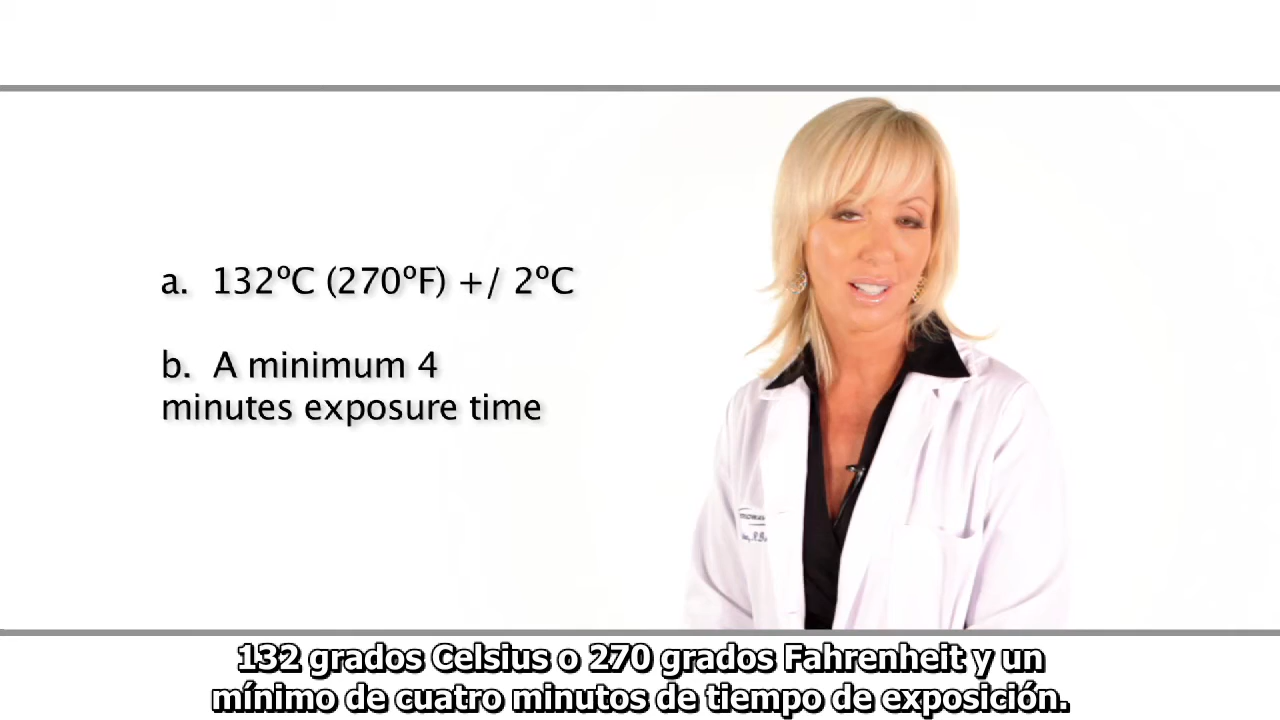 a. 132ºC (270ºF) +/ 2ºC
b. A minimum 4
minutes exposure time
132 grados Celsius o 270 grados Fahrenheit y un
mínimo de cuatro minutos de tiempo de exposición.